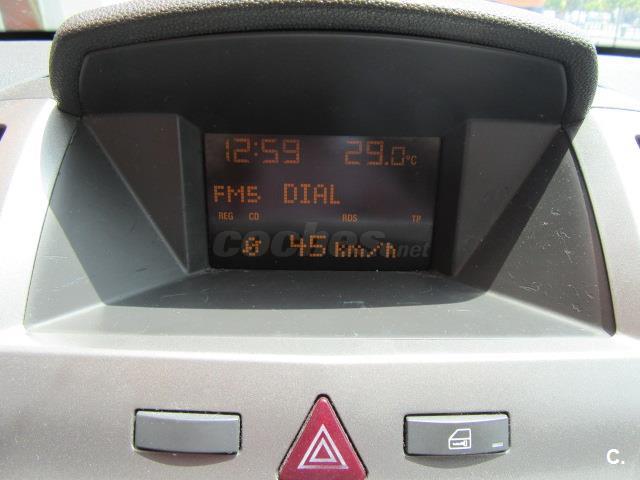 12:59 29.0°C
FM5 DIAL
REG CD RDS TP
coches.net
Ø 45 km/h
C.